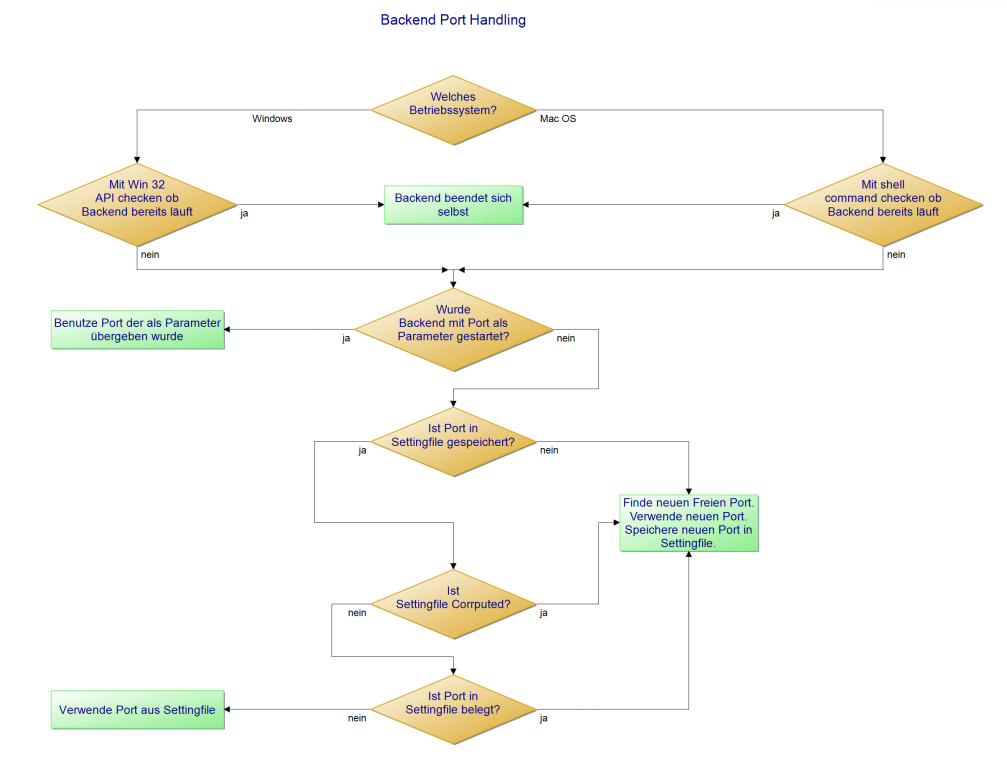 Backend Port Handling
Welches
Betriebssystem?
Windows
Mac OS
Mit Win 32
API checken ob
Backend bereits läuft
ja
Backend beendet sich
selbst
ja
Mit shell
command checken ob
Backend bereits läuft
nein
nein
Wurde
Backend mit Port als
Parameter gestartet?
ja
nein
Benutze Port der als Parameter
übergeben wurde
Ist Port in
Settingfile gespeichert?
ja
nein
Finde neuen Freien Port.
Verwende neuen Port.
Speichere neuen Port in
Settingfile.
Ist
Settingfile Corrputed?
nein
ja
Ist Port in
Settingfile belegt?
nein
ja
Verwende Port aus Settingfile